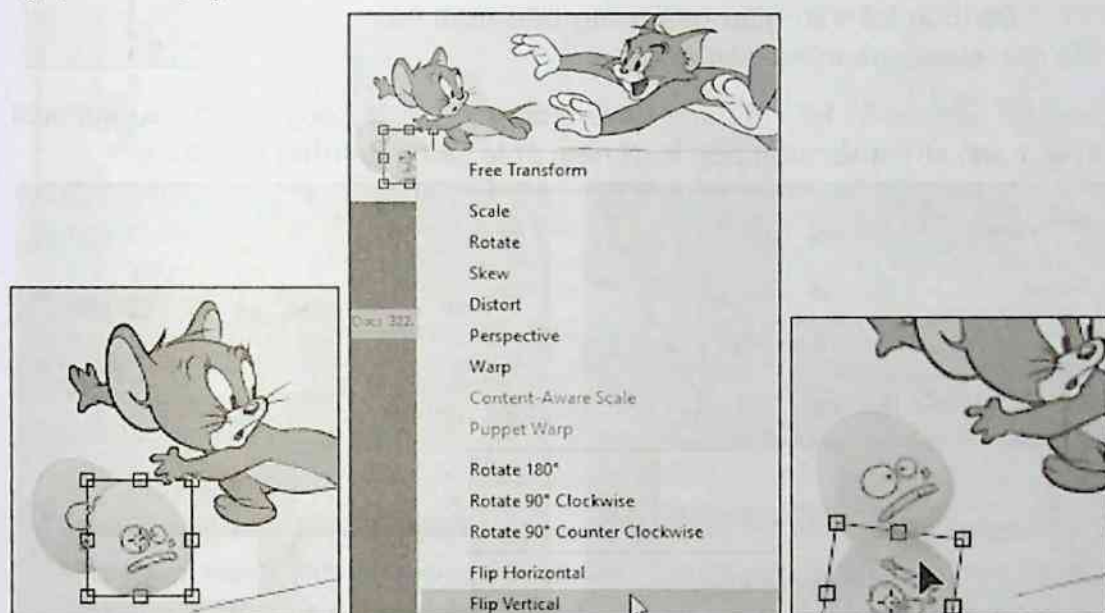 Free Transform
Scale
Rotate
Skew
Distort
Perspective
Warp
Content-Aware Scale
Puppet Warp
Rotate 180°
Rotate 90° Clockwise
Rotate 90° Counter Clockwise
Flip Horizontal
Flip Vertical